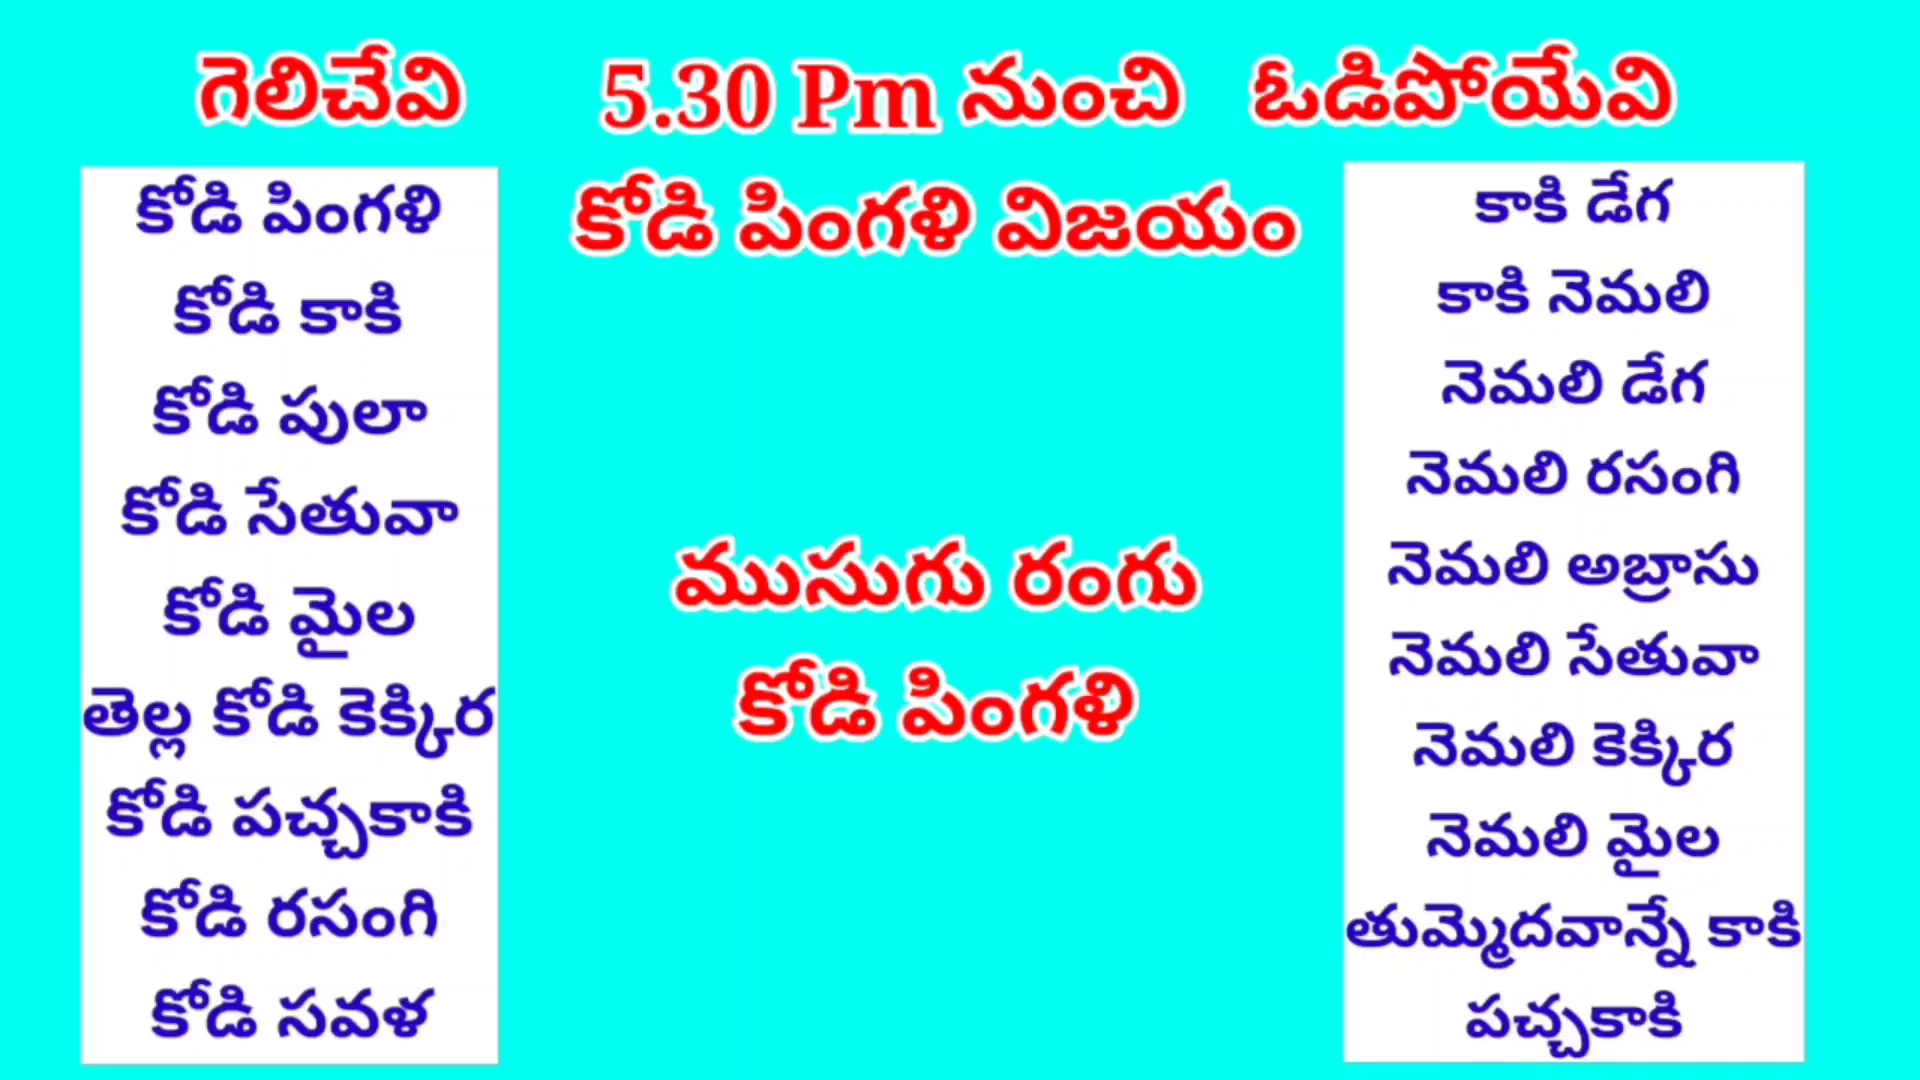 గెలిచేవి
5.30 Pm నుంచి
ఓడిపోయేవి
కోడి పింగళి విజయం
కోడి పింగళి
కోడి కాకి
కోడి పులా
కోడి సేతువా
కోడి మైల
తెల్ల కోడి కెక్కిర
కోడి పచ్చకాకి
కోడి రసంగి
కోడి సవళ
ముసుగు రంగు
కోడి పింగళి
కాకి డేగ
కాకి నెమలి
నెమలి డేగ
నెమలి రసంగి
నెమలి అబ్రాసు
నెమలి సేతువా
నెమలి కెక్కిర
నెమలి మైల
తుమ్మెదవాన్నే కాకి
పచ్చకాకి